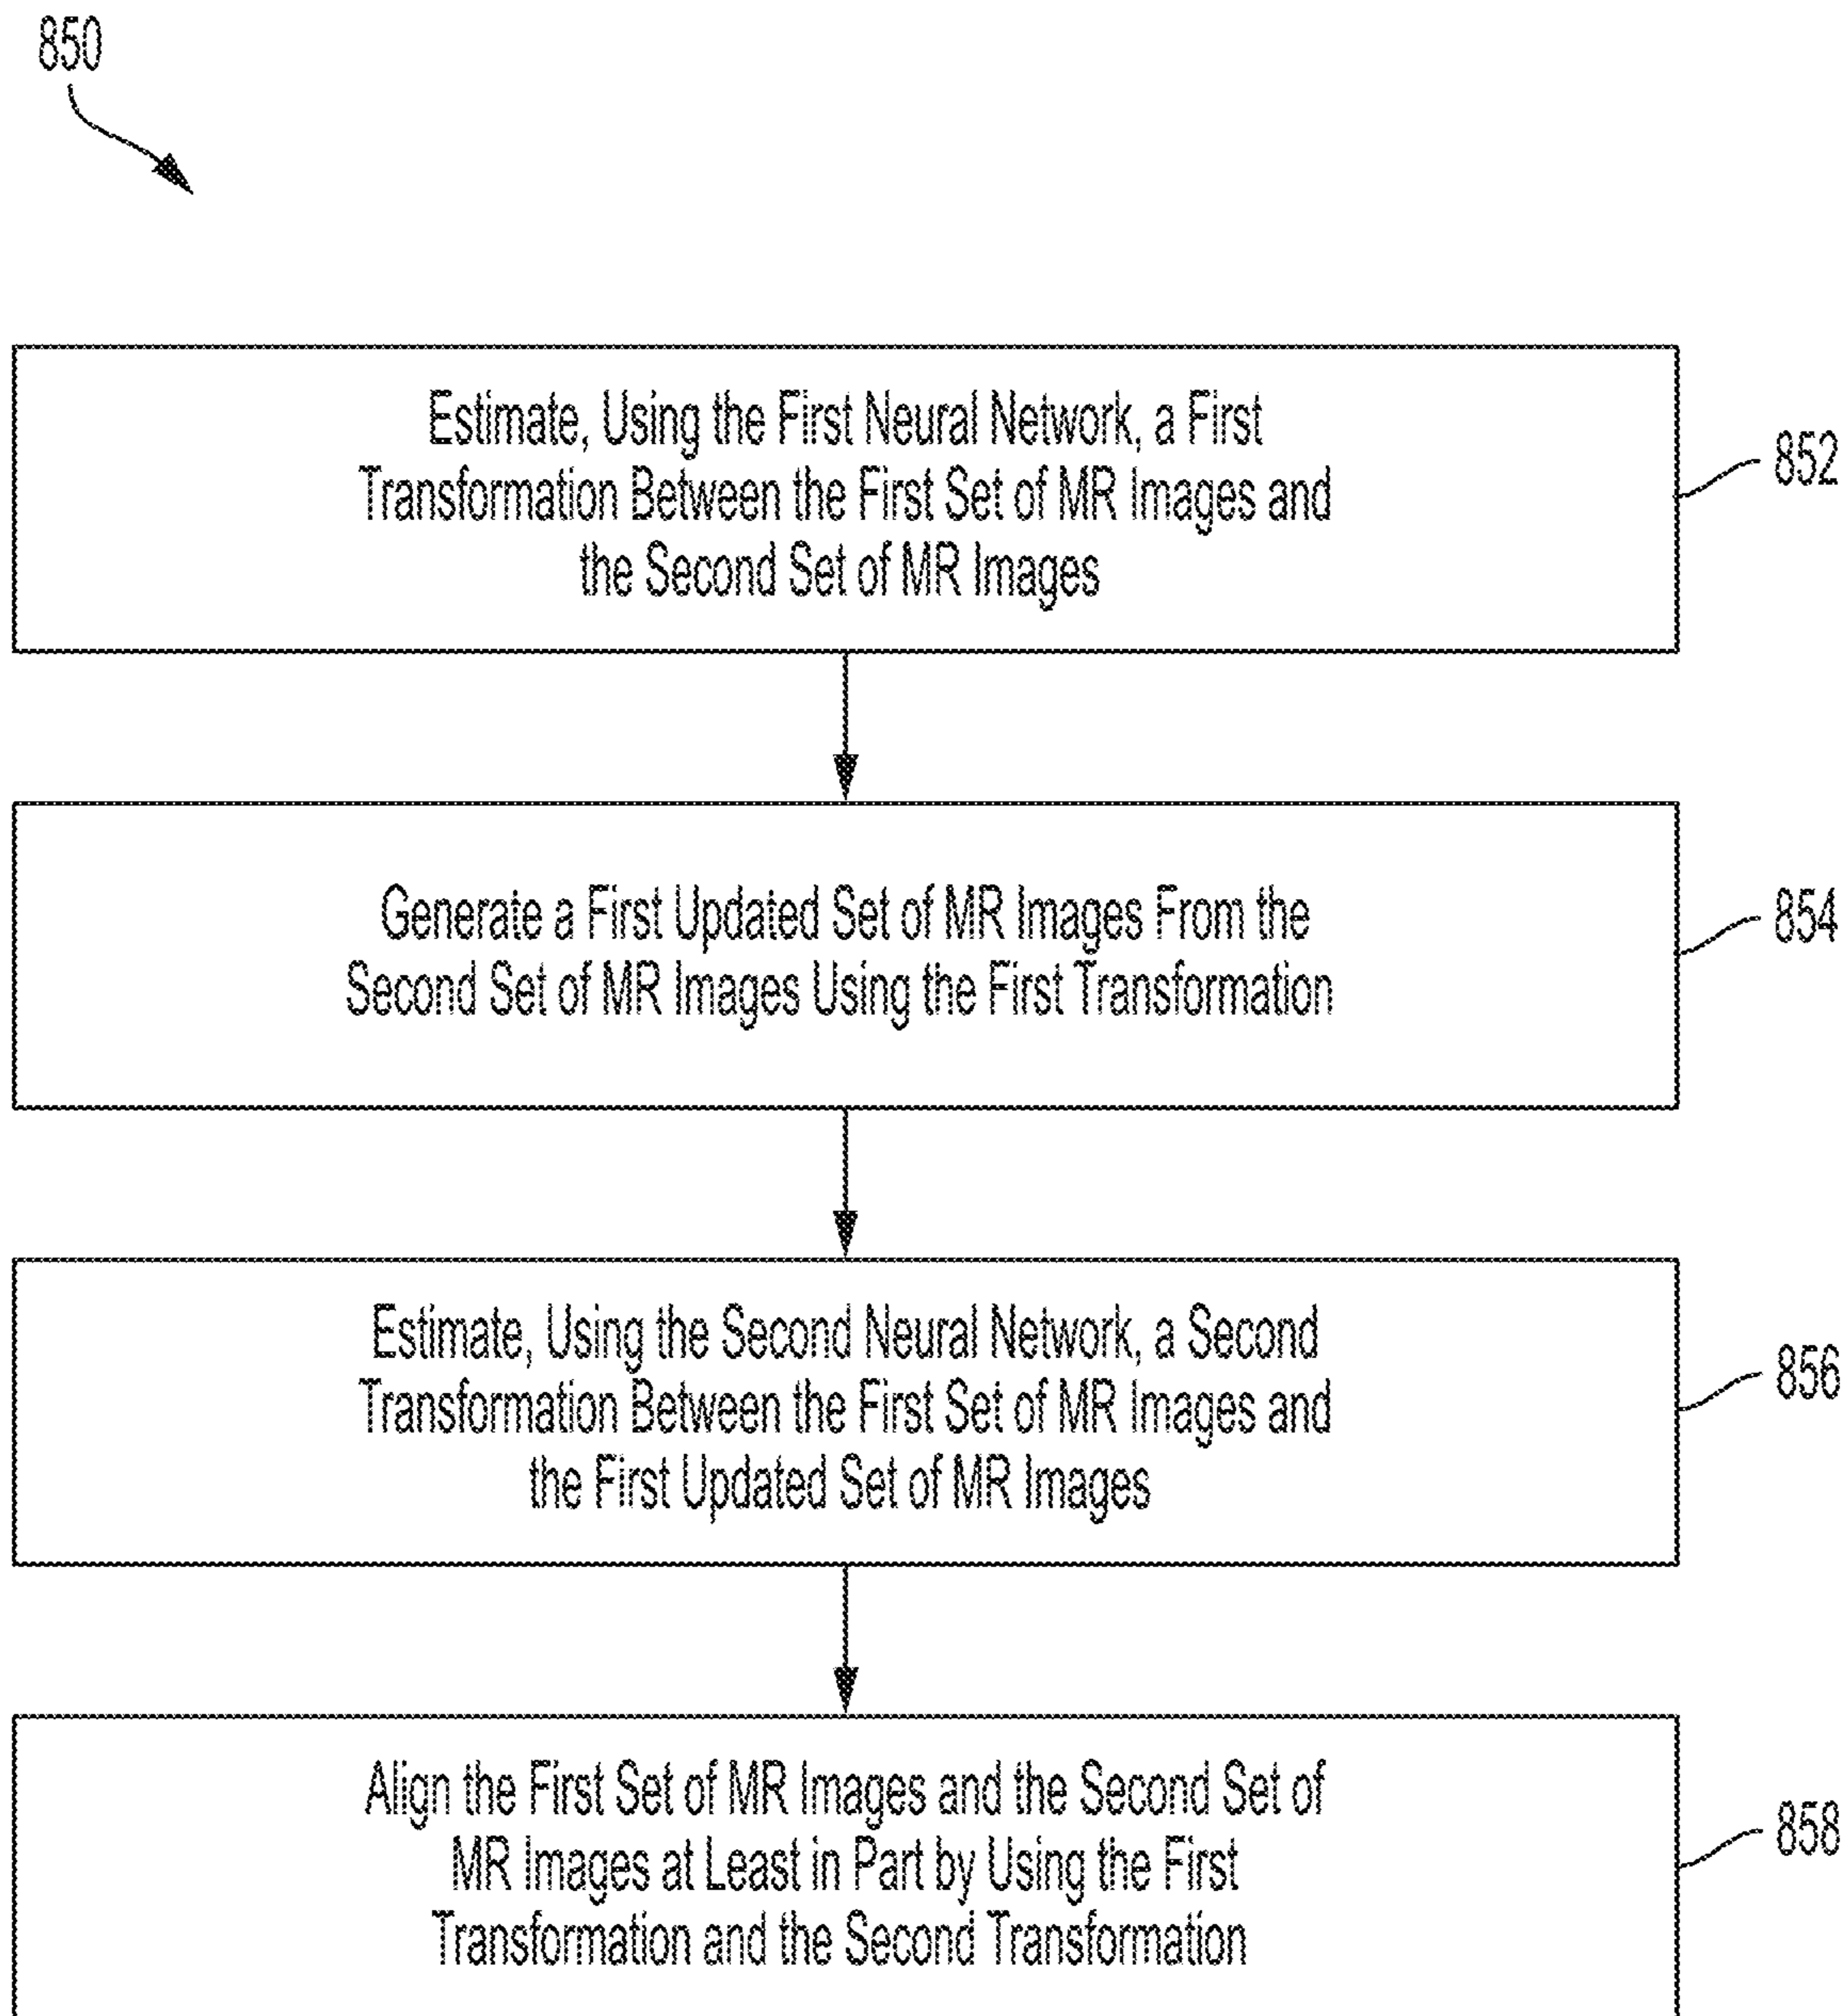 850
Estimate, Using the First Neural Network, a First
Transformation Between the First Set of MR Images and
the Second Set of MR Images
852
Generate a First Updated Set of MR Images From the
Second Set of MR Images Using the First Transformation
854
Estimate, Using the Second Neural Network, a Second
Transformation Between the First Set of MR Images and
the First Updated Set of MR Images
856
Align the First Set of MR Images and the Second Set of
MR Images at Least in Part by Using the First
Transformation and the Second Transformation
858